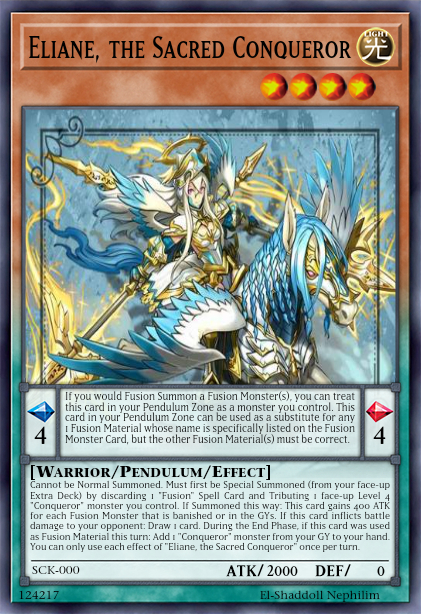 Eliane, the Sacred Conqueror
LIGHT
光
If you would Fusion Summon a Fusion Monster(s), you can treat
this card in your Pendulum Zone as a monster you control. This
card in your Pendulum Zone can be used as a substitute for any
1 Fusion Material whose name is specifically listed on the Fusion
Monster Card, but the other Fusion Material(s) must be correct.
4 4
[Warrior/Pendulum/Effect]
Cannot be Normal Summoned. Must first be Special Summoned (from your face-up
Extra Deck) by discarding 1 "Fusion" Spell Card and Tributing 1 face-up Level 4
"Conqueror" monster you control. If Summoned this way: This card gains 400 ATK
for each Fusion Monster that is banished or in the GYs. If this card inflicts battle
damage to your opponent: Draw 1 card. During the End Phase, if this card was used
as Fusion Material this turn: Add 1 "Conqueror" monster from your GY to your hand.
You can only use each effect of "Eliane, the Sacred Conqueror" once per turn.
SCK-000 ATK/ 2000 DEF/ 0
124217 El-Shaddoll Nephilim